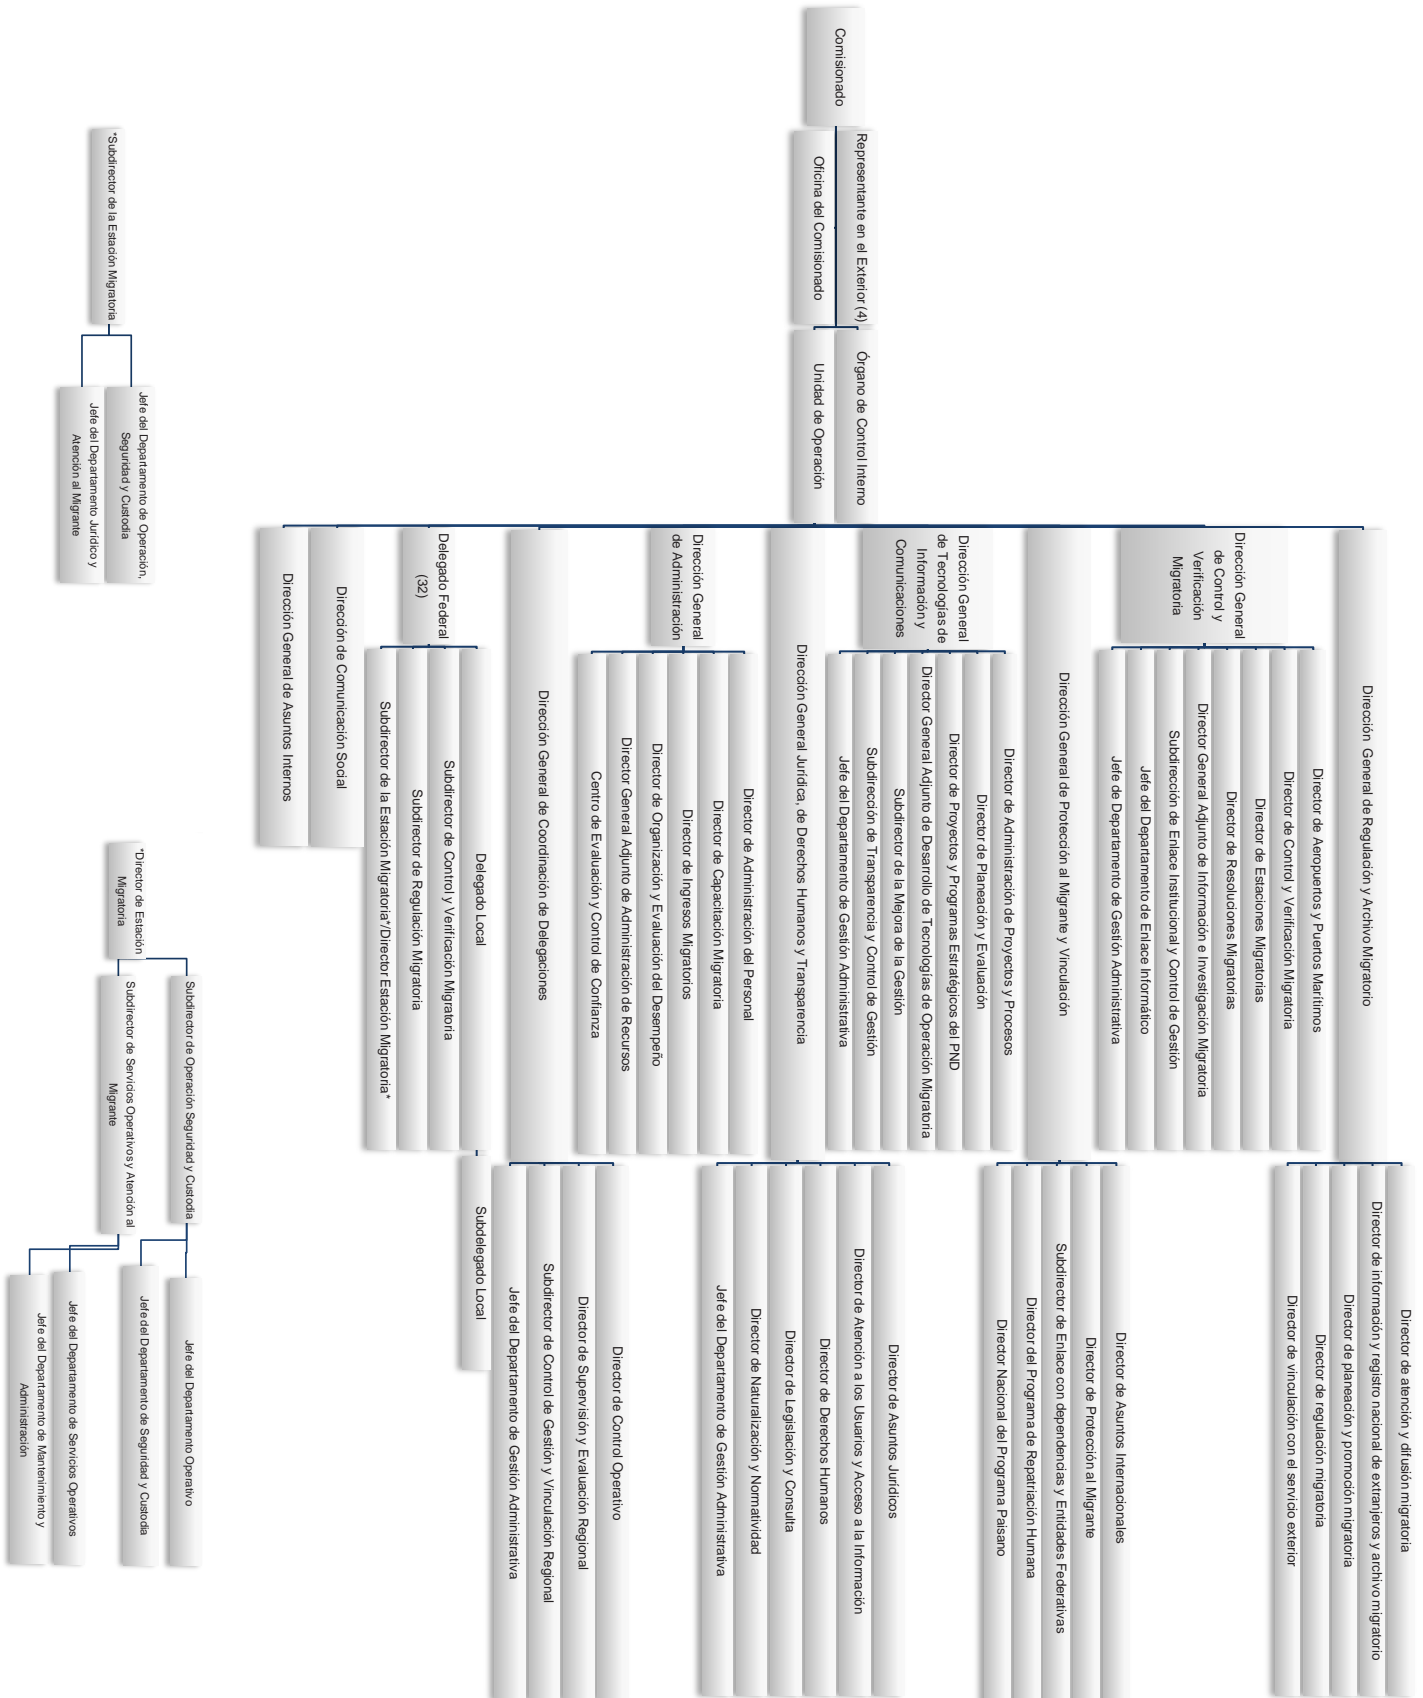 Comisionado
Representante en el Exterior (4)
Oficina del Comisionado
Órgano de Control Interno
Unidad de Operación
Dirección General de Regulación y Archivo Migratorio
Director de atención y difusión migratoria
Director de información y registro nacional de extranjeros y archivo migratorio
Director de planeación y promoción migratoria
Director de regulación migratoria
Director de vinculación con el servicio exterior
Dirección General
de Control y
Verificación
Migratoria
Director de Aeropuertos y Puertos Marítimos
Director de Control y Verificación Migratoria
Director de Estaciones Migratorias
Director de Resoluciones Migratorias
Director General Adjunto de Información e Investigación Migratoria
Subdirección de Enlace Institucional y Control de Gestión
Jefe del Departamento de Enlace Informático
Jefe de Departamento de Gestión Administrativa
Dirección General de Protección al Migrante y Vinculación
Director de Asuntos Internacionales
Director de Protección al Migrante
Subdirector de Enlace con dependencias y Entidades Federativas
Director del Programa de Repatriación Humana
Director Nacional del Programa Paisano
Dirección General
de Tecnologías de
Información y
Comunicaciones
Director de Administración de Proyectos y Procesos
Director de Planeación y Evaluación
Director de Proyectos y Programas Estratégicos del PND
Director General Adjunto de Desarrollo de Tecnologías de Operación Migratoria
Subdirector de la Mejora de la Gestión
Subdirección de Transparencia y Control de Gestión
Jefe del Departamento de Gestión Administrativa
Dirección General Jurídica, de Derechos Humanos y Transparencia
Director de Asuntos Jurídicos
Director de Atención a los Usuarios y Acceso a la Información
Director de Derechos Humanos
Director de Legislación y Consulta
Director de Naturalización y Normatividad
Jefe del Departamento de Gestión Administrativa
Dirección General
de Administración
Director de Administración del Personal
Director de Capacitación Migratoria
Director de Ingresos Migratorios
Director de Organización y Evaluación del Desempeño
Director General Adjunto de Administración de Recursos
Centro de Evaluación y Control de Confianza
Dirección General de Coordinación de Delegaciones
Director de Control Operativo
Director de Supervisión y Evaluación Regional
Subdirector de Control de Gestión y Vinculación Regional
Jefe del Departamento de Gestión Administrativa
Delegado Federal
(32)
Delegado Local
Subdelegado Local
Subdirector de Control y Verificación Migratoria
Subdirector de Regulación Migratoria
Subdirector de la Estación Migratoria*/Director Estación Migratoria*
Dirección de Comunicación Social
Dirección General de Asuntos Internos
*Subdirector de la Estación Migratoria
Jefe del Departamento de Operación,
Seguridad y Custodia
Jefe del Departamento Jurídico y
Atención al Migrante
*Director de Estación
Migratoria
Subdirector de Operación Seguridad y Custodia
Jefe del Departamento Operativo
Jefe del Departamento de Seguridad y Custodia
Subdirector de Servicios Operativos y Atención al
Migrante
Jefe del Departamento de Servicios Operativos
Jefe del Departamento de Mantenimiento y
Administración